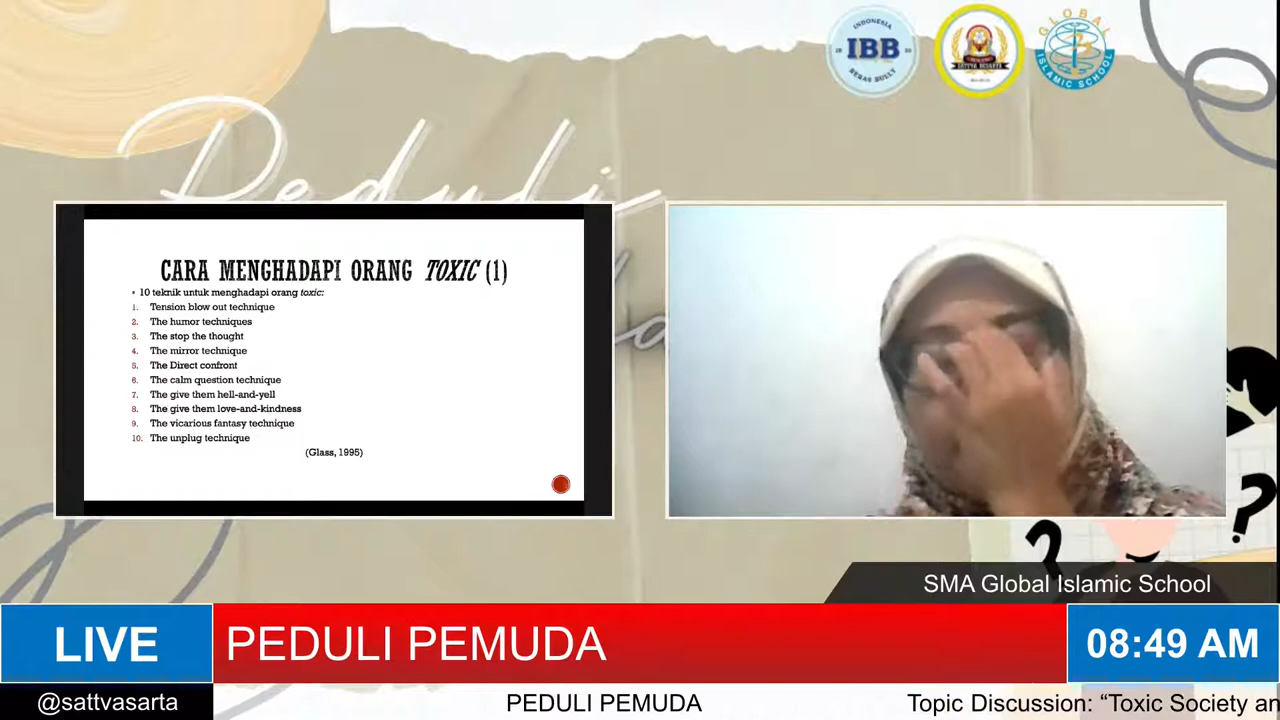 INDONESIA
IBB
BEBAS BULLY
GLOBAL
ISLAMIC SCHOOL
Peduli
CARA MENGHADAPI ORANG TOXIC (1)
• 10 teknik untuk menghadapi orang toxic:
1. Tension blow out technique
2. The humor techniques
3. The stop the thought
4. The mirror technique
5. The Direct confront
6. The calm question technique
7. The give them hell-and-yell
8. The give them love-and-kindness
9. The vicarious fantasy technique
10. The unplug technique
(Glass, 1995)
? ?
SMA Global Islamic School
LIVE
PEDULI PEMUDA
08:49 AM
@sattvasarta
PEDULI PEMUDA
Topic Discussion: “Toxic Society an